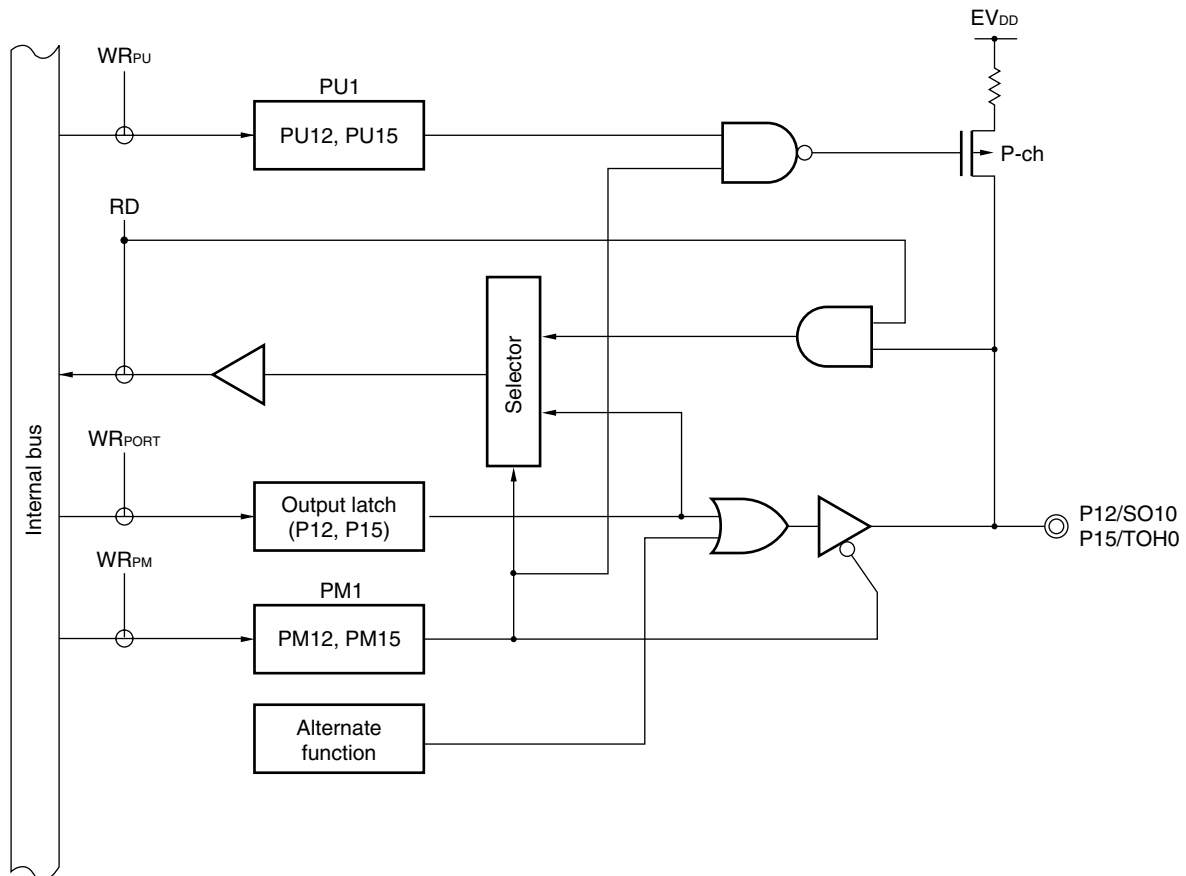 EVDD
WRPU
PU1
PU12, PU15
P-ch
RD
Selector
Internal bus
WRPORT
Output latch
(P12, P15)
P12/SO10
P15/TOH0
WRPM
PM1
PM12, PM15
Alternate
function